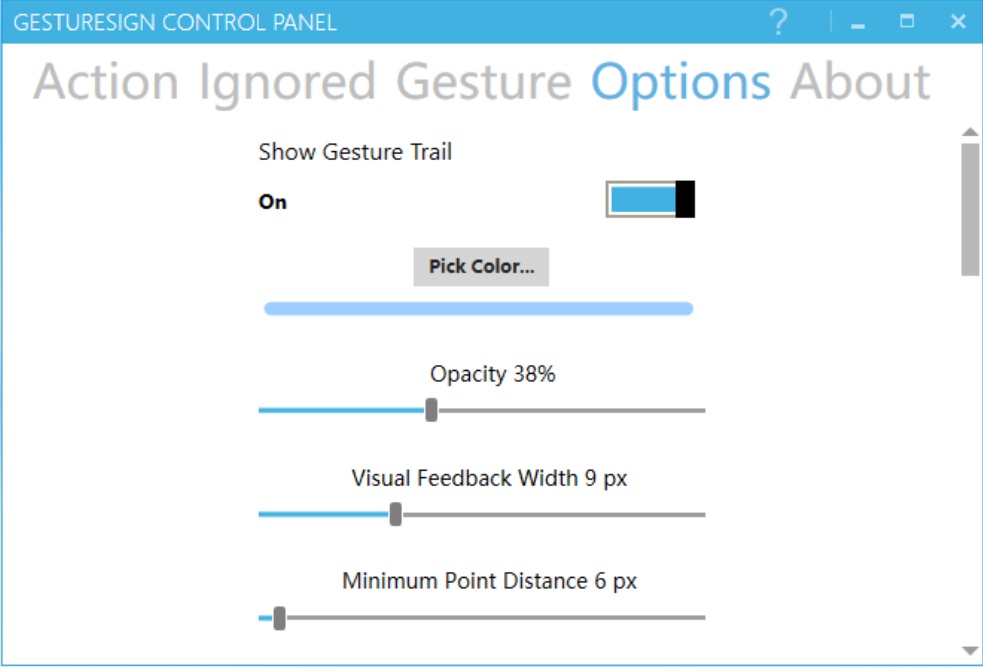 GESTURESIGN CONTROL PANEL ?
Action Ignored Gesture Options About
Show Gesture Trail
On
Pick Color...
Opacity 38%
Visual Feedback Width 9 px
Minimum Point Distance 6 px